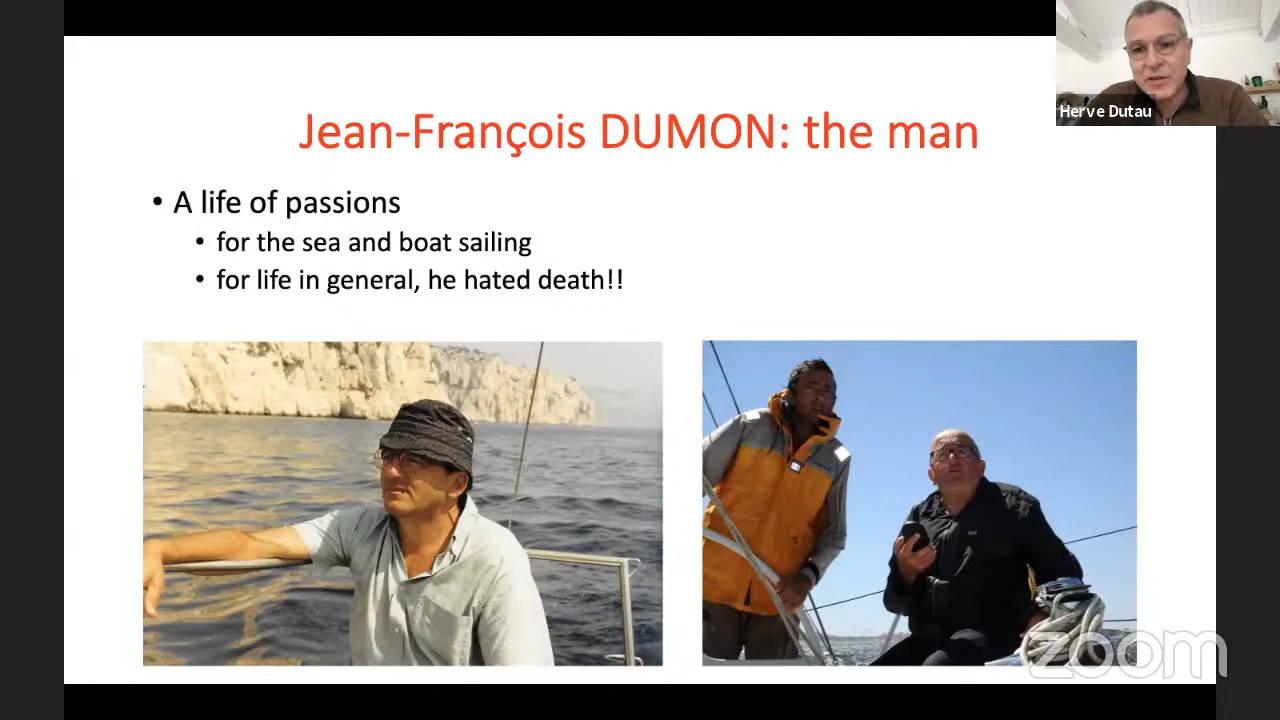 Herve Dutau
Jean-François DUMON: the man
• A life of passions
• for the sea and boat sailing
• for life in general, he hated death!!
zoom